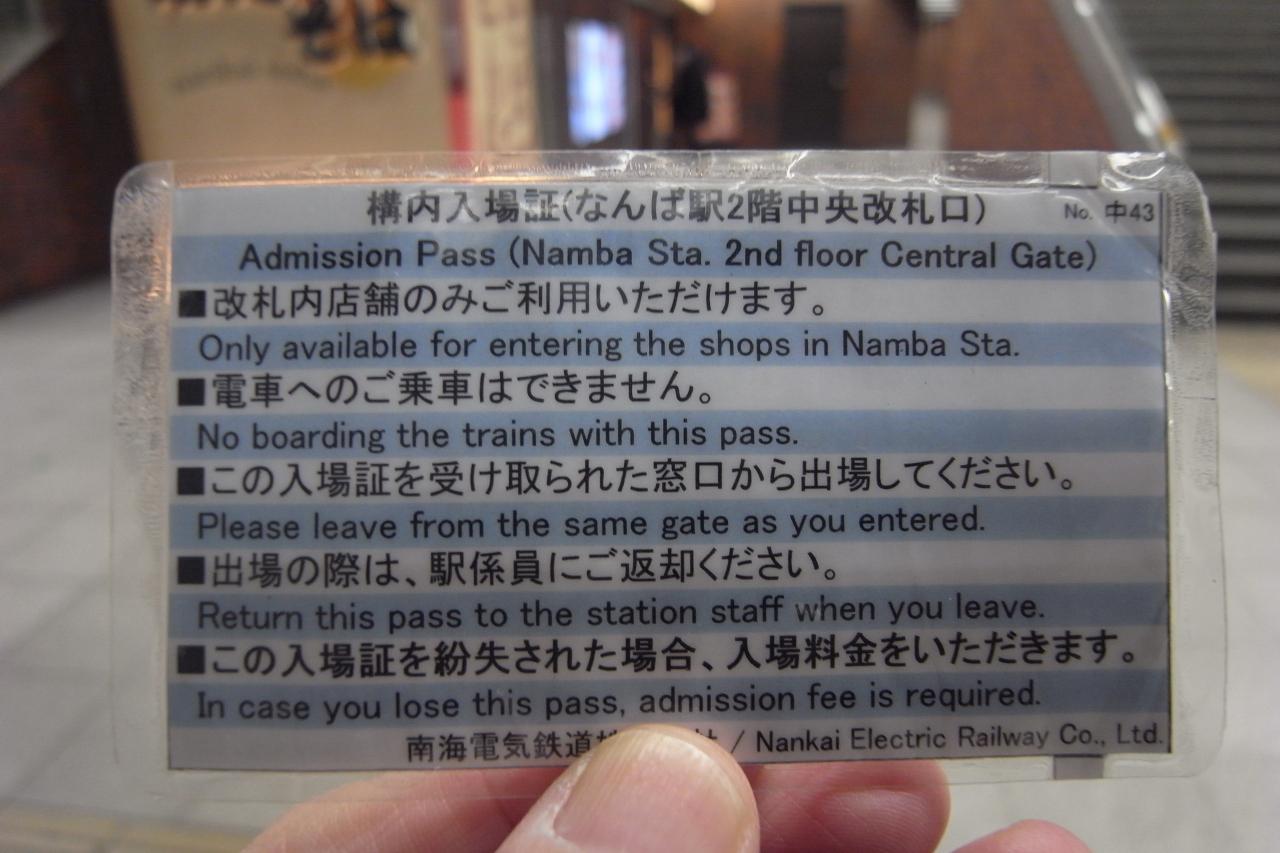 そば
構内入場証(なんば駅2階中央改札口) No. 中43
Admission Pass (Namba Sta. 2nd floor Central Gate)
■改札内店舗のみご利用いただけます。
Only available for entering the shops in Namba Sta.
■電車へのご乗車はできません。
No boarding the trains with this pass.
■この入場証を受け取られた窓口から出場してください。
Please leave from the same gate as you entered.
■出場の際は、駅係員にご返却ください。
Return this pass to the station staff when you leave.
■この入場証を紛失された場合、入場料金をいただきます。
In case you lose this pass, admission fee is required.
南海電気鉄道 / Nankai Electric Railway Co., Ltd.